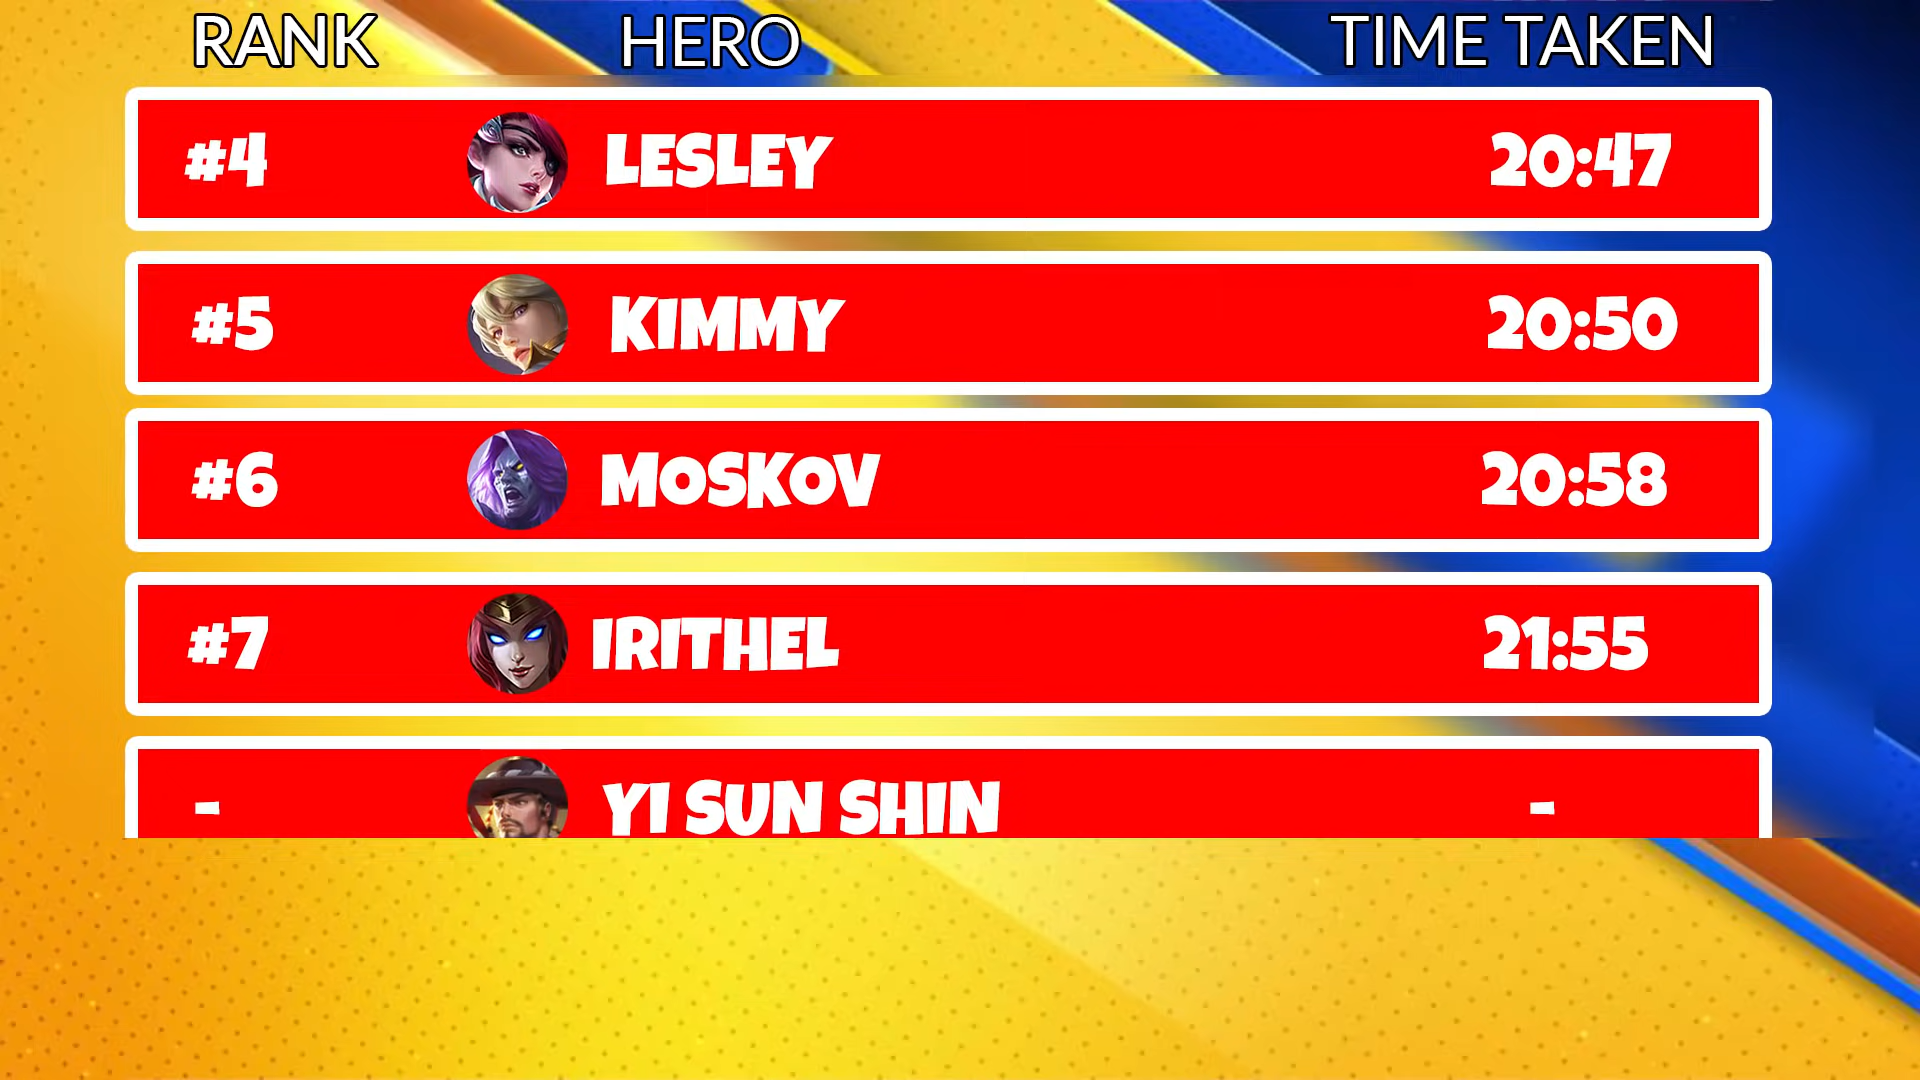 RANK HERO TIME TAKEN
#4 LESLEY 20:47
#5 KIMMY 20:50
#6 MOSKOV 20:58
#7 IRITHEL 21:55
- YI SUN SHIN -